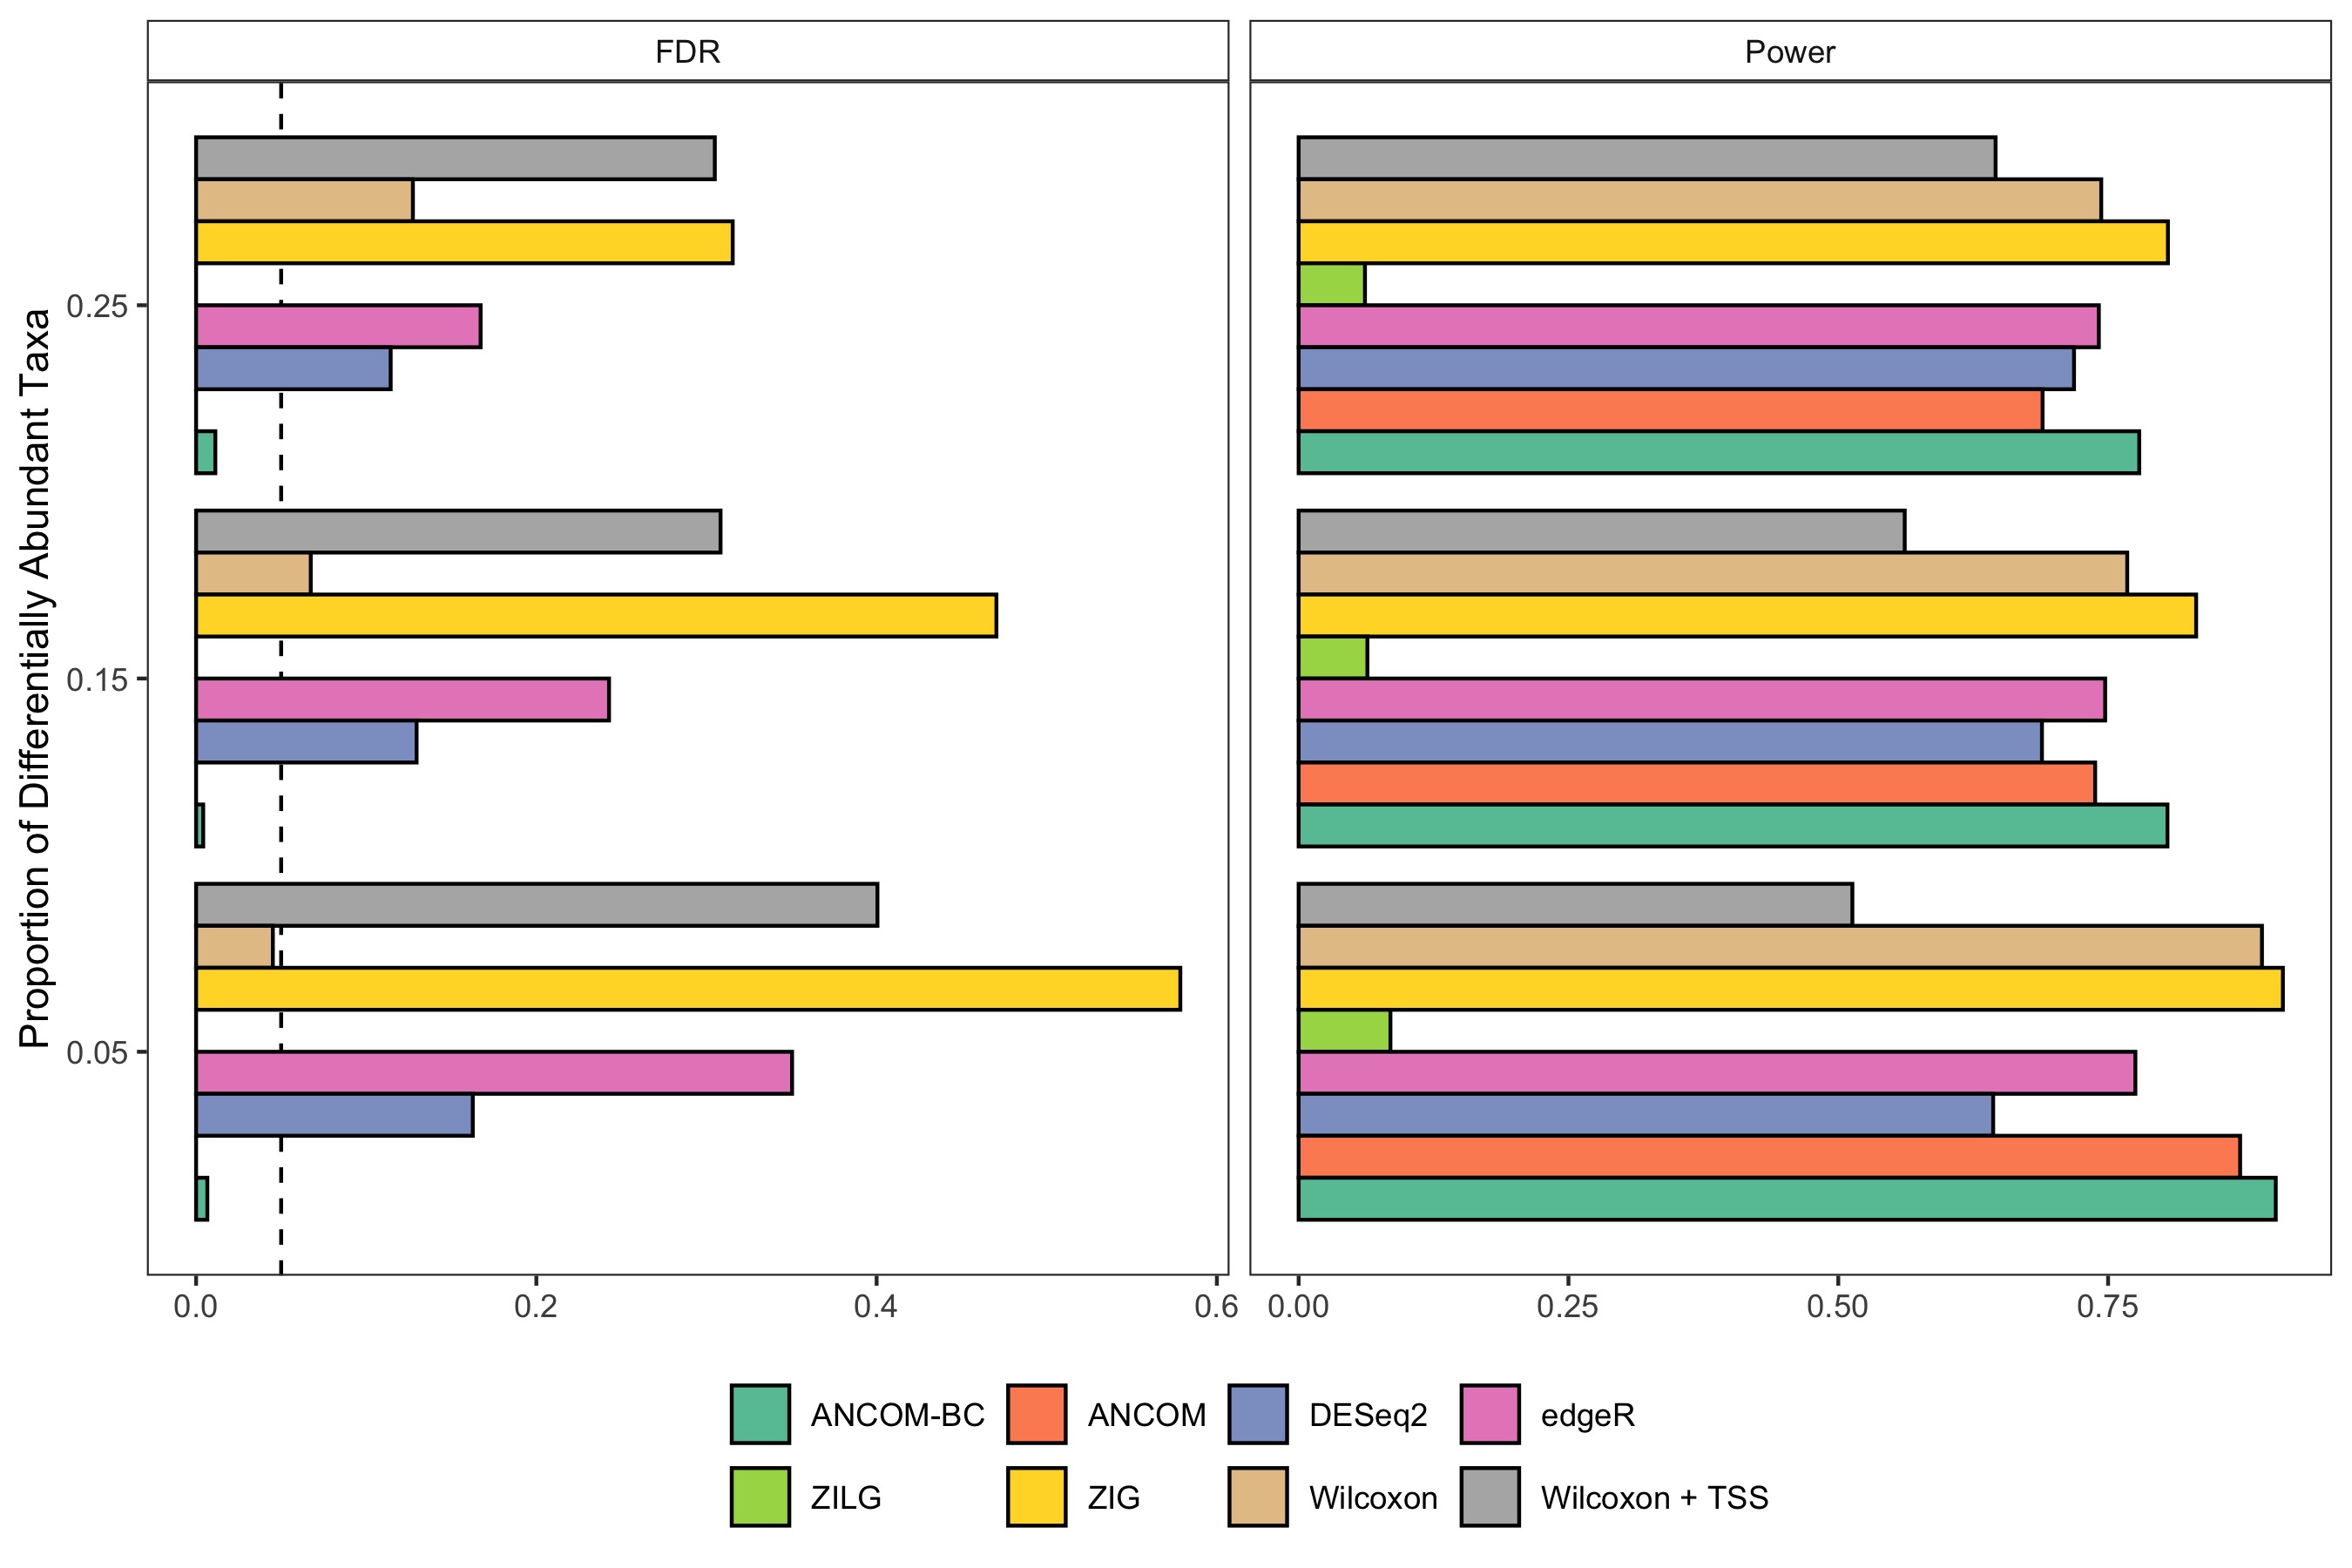 FDR
Power
Proportion of Differentially Abundant Taxa
0.25
0.15
0.05
0.0 0.2 0.4 0.6
0.00 0.25 0.50 0.75
ANCOM-BC ANCOM DESeq2 edgeR
ZILG ZIG Wilcoxon Wilcoxon + TSS